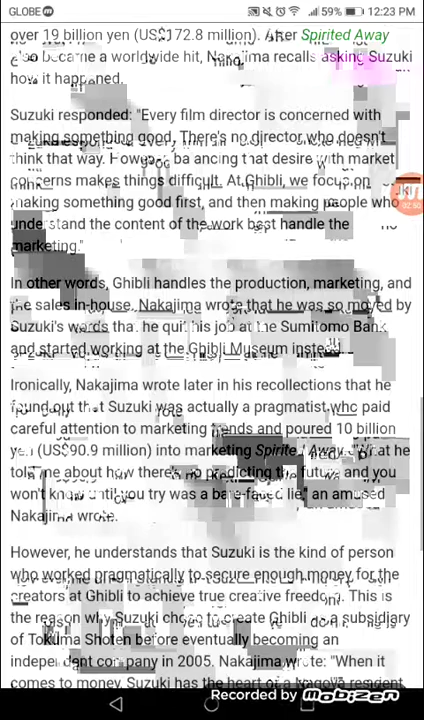 GLOBE 59% 12:23 PM
over 19 billion yen (US$172.8 million). After Spirited Away
also became a worldwide hit, Nakajima recalls asking Suzuki
how it happened.
Suzuki responded: "Every film director is concerned with
making something good. There's no director who doesn't
think that way. However, balancing that desire with market
concerns makes things difficult. At Ghibli, we focus on
making something good first, and then making people who
understand the content of the work best handle the
marketing."
In other words, Ghibli handles the production, marketing, and
the sales in-house. Nakajima wrote that he was so moved by
Suzuki's words that he quit his job at the Sumitomo Bank
and started working at the Ghibli Museum instead.
Ironically, Nakajima wrote later in his recollections that he
found out that Suzuki was actually a pragmatist who paid
careful attention to marketing trends and poured 10 billion
yen (US$90.9 million) into marketing Spirited Away. "What he
told me about how there's no predicting the future and you
won't know until you try was a bare-faced lie," an amused
Nakajima wrote.
However, he understands that Suzuki is the kind of person
who worked pragmatically to secure enough money for the
creators at Ghibli to achieve true creative freedom. This is
the reason why Suzuki chose to create Ghibli as a subsidiary
of Tokuma Shoten before eventually becoming an
independent company in 2005. Nakajima wrote: "When it
comes to money, Suzuki has the heart of a Nagoya resident
Recorded by Mobizen